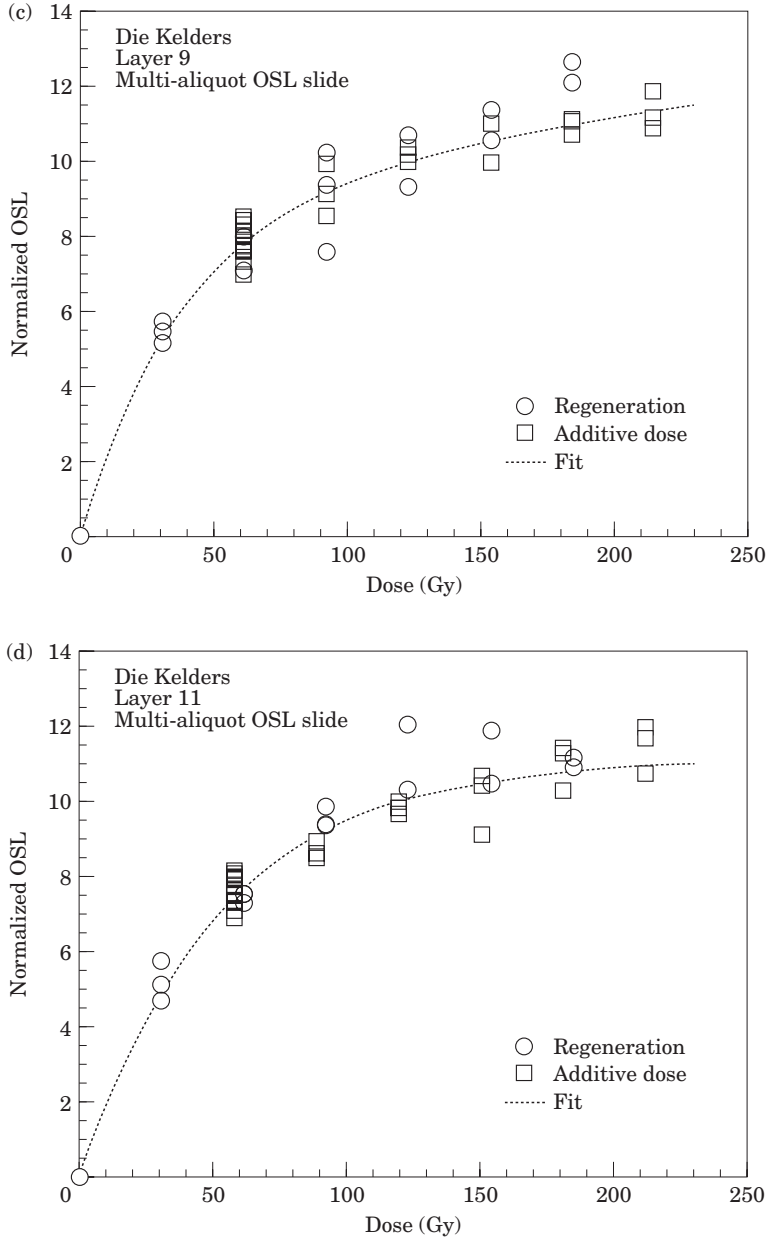 (c)
14
12
10
8
6
4
2
0
Normalized OSL
Die Kelders
Layer 9
Multi-aliquot OSL slide
Regeneration
Additive dose
Fit
50
100
150
200
250
Dose (Gy)
(d)
14
12
10
8
6
4
2
0
Normalized OSL
Die Kelders
Layer 11
Multi-aliquot OSL slide
Regeneration
Additive dose
Fit
50
100
150
200
250
Dose (Gy)